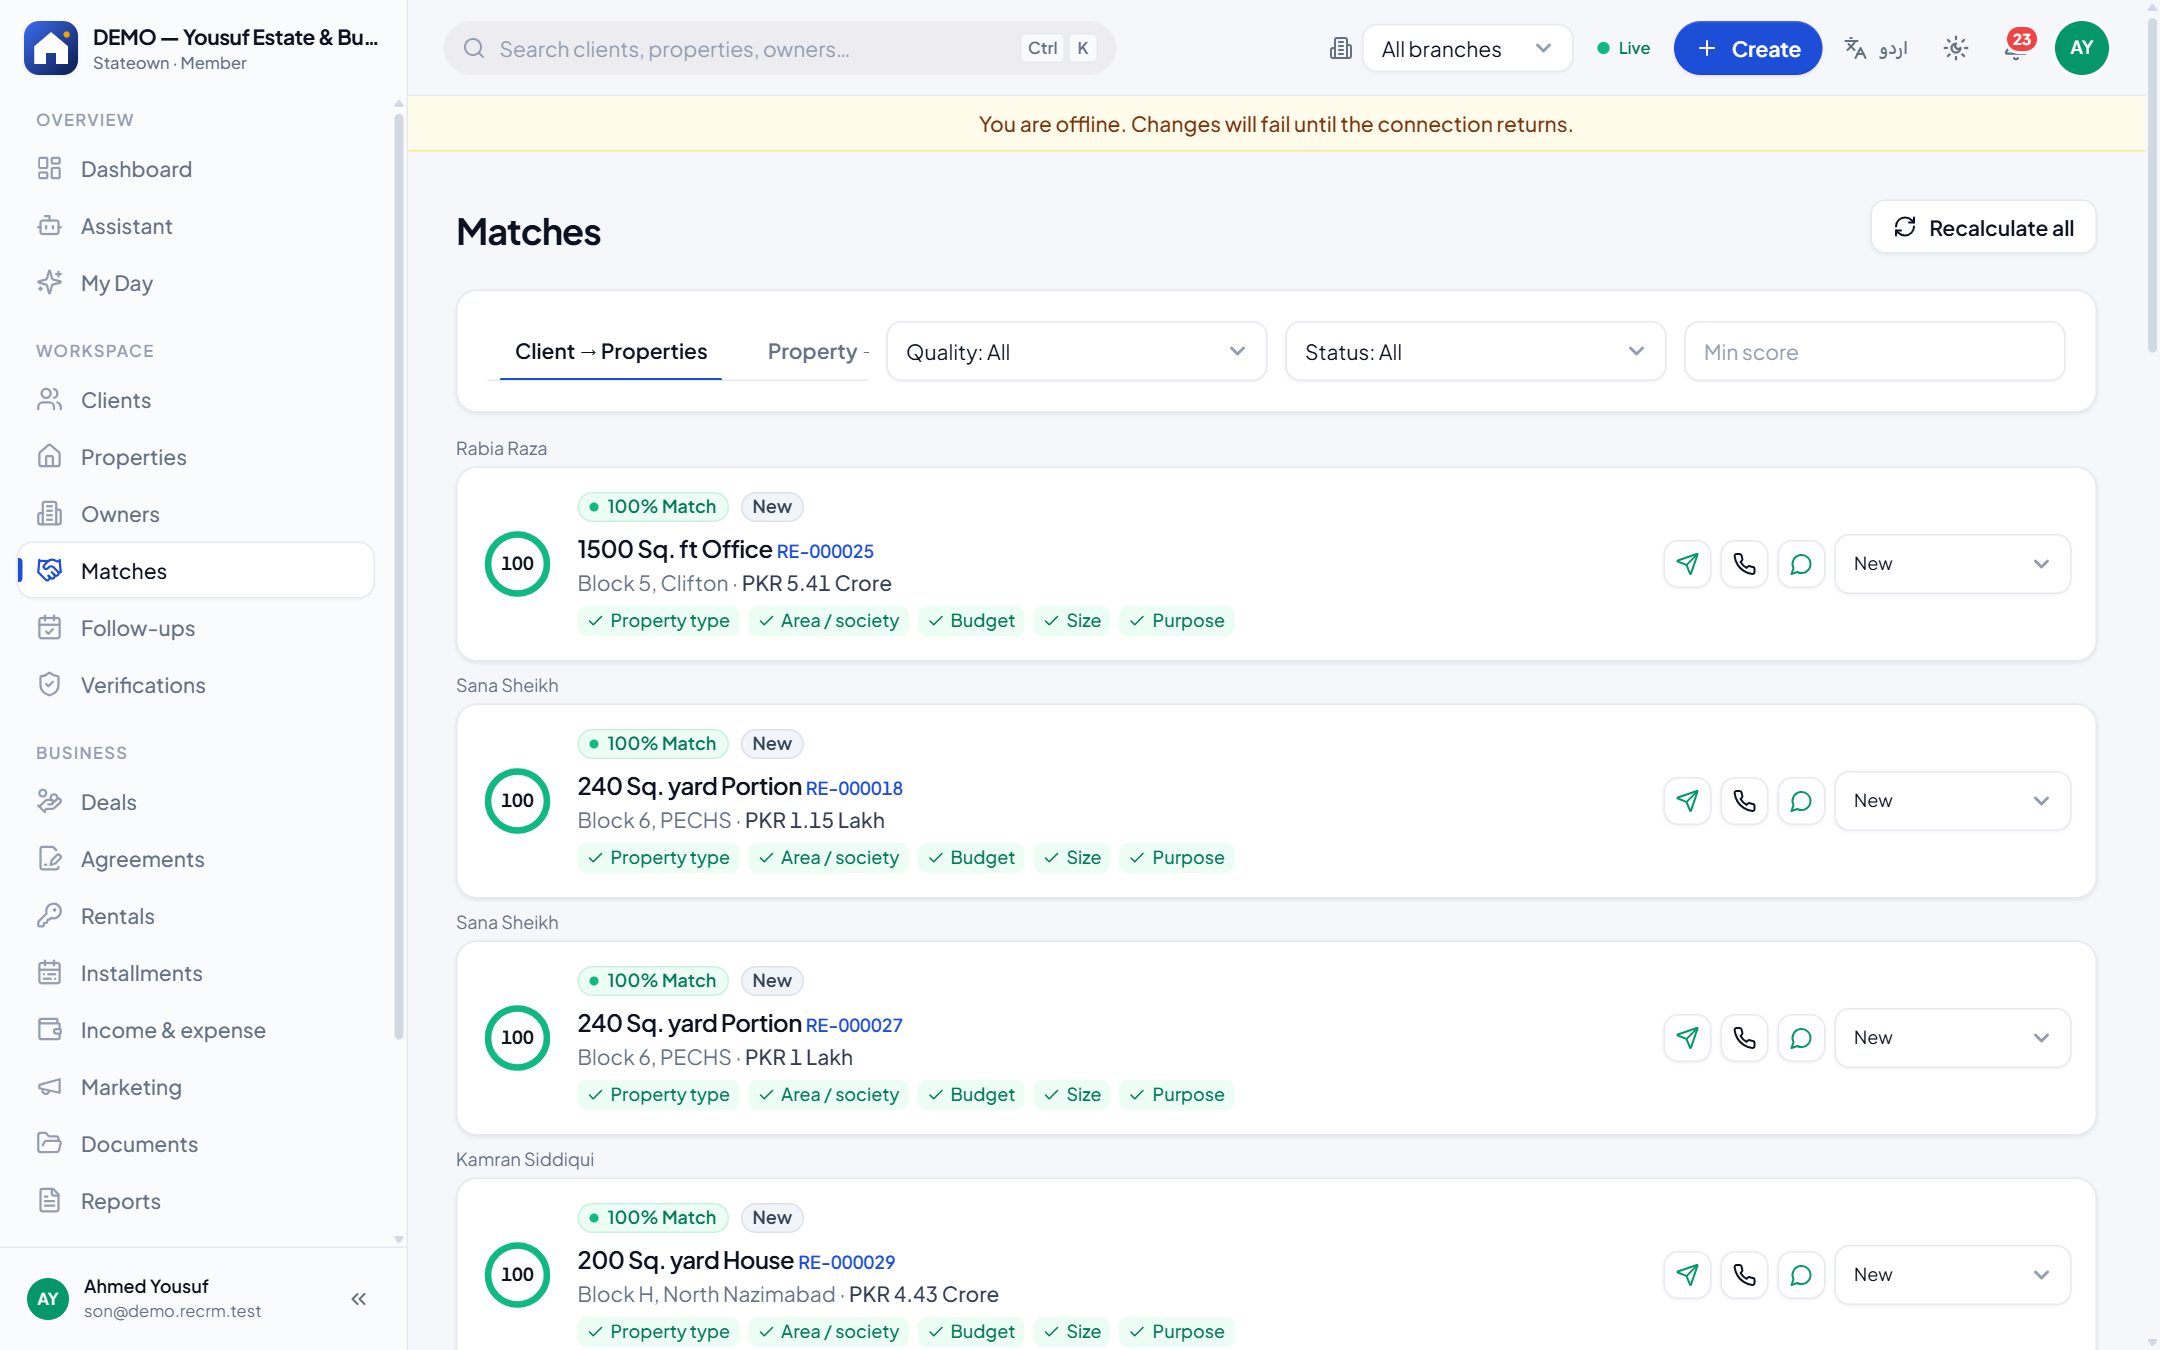 DEMO — Yousuf Estate & Bu...
Stateown · Member
OVERVIEW
Dashboard
Assistant
My Day
WORKSPACE
Clients
Properties
Owners
Matches
Follow-ups
Verifications
BUSINESS
Deals
Agreements
Rentals
Installments
Income & expense
Marketing
Documents
Reports
AY
Ahmed Yousuf
son@demo.recrm.test
Search clients, properties, owners...
Ctrl K
All branches
Live
+ Create
اردو
23
AY
You are offline. Changes will fail until the connection returns.
Matches
Recalculate all
Client → Properties
Property -
Quality: All
Status: All
Min score
Rabia Raza
100% Match New
100
1500 Sq. ft Office RE-000025
Block 5, Clifton · PKR 5.41 Crore
✓ Property type ✓ Area / society ✓ Budget ✓ Size ✓ Purpose
New
Sana Sheikh
100% Match New
100
240 Sq. yard Portion RE-000018
Block 6, PECHS · PKR 1.15 Lakh
✓ Property type ✓ Area / society ✓ Budget ✓ Size ✓ Purpose
New
Sana Sheikh
100% Match New
100
240 Sq. yard Portion RE-000027
Block 6, PECHS · PKR 1 Lakh
✓ Property type ✓ Area / society ✓ Budget ✓ Size ✓ Purpose
New
Kamran Siddiqui
100% Match New
100
200 Sq. yard House RE-000029
Block H, North Nazimabad · PKR 4.43 Crore
✓ Property type ✓ Area / society ✓ Budget ✓ Size ✓ Purpose
New